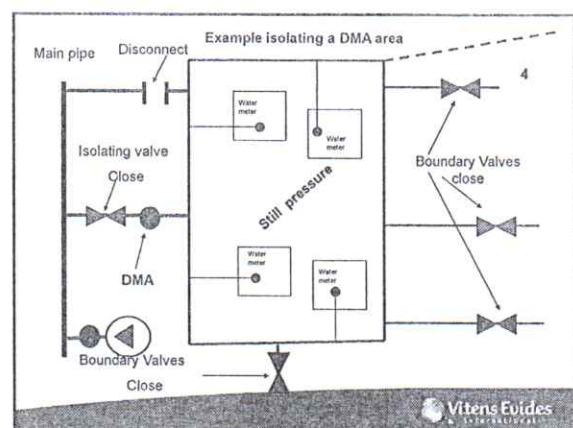 Example isolating a DMA area
Main pipe
Disconnect
4
Water
meter
Water
meter
Isolating valve
Close
Boundary Valves
close
Still pressure
DMA
Water
meter
Water
meter
Boundary Valves
Close
Vitens Evides
International